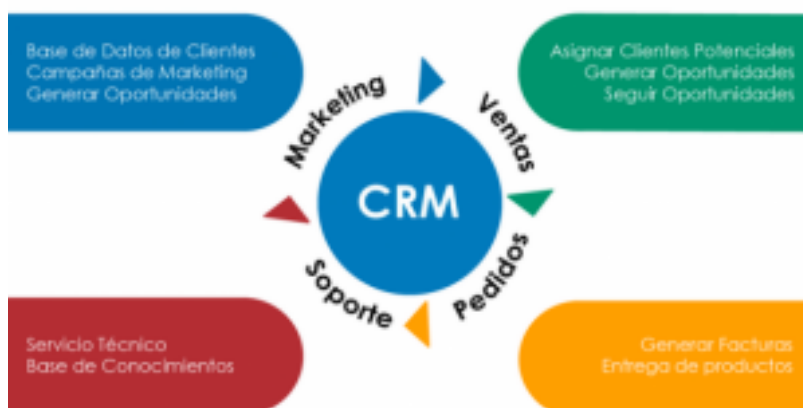 Base de Datos de Clientes
Campañas de Marketing
Generar Oportunidades
Asignar Clientes Potenciales
Generar Oportunidades
Seguir Oportunidades
Marketing
Ventas
CRM
Soporte
Pedidos
Servicio Técnico
Base de Conocimientos
Generar Facturas
Entrega de productos